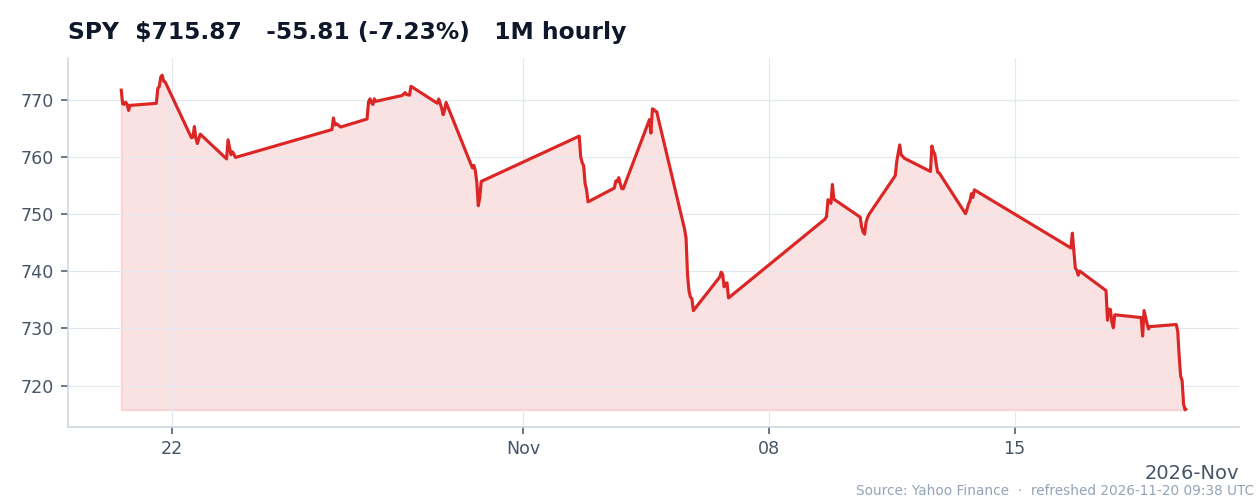 SPY $715.87 -55.81 (-7.23%) 1M hourly
770
760
750
740
730
720
22 Nov 08 15
2026-Nov
Source: Yahoo Finance · refreshed 2026-11-20 09:38 UTC